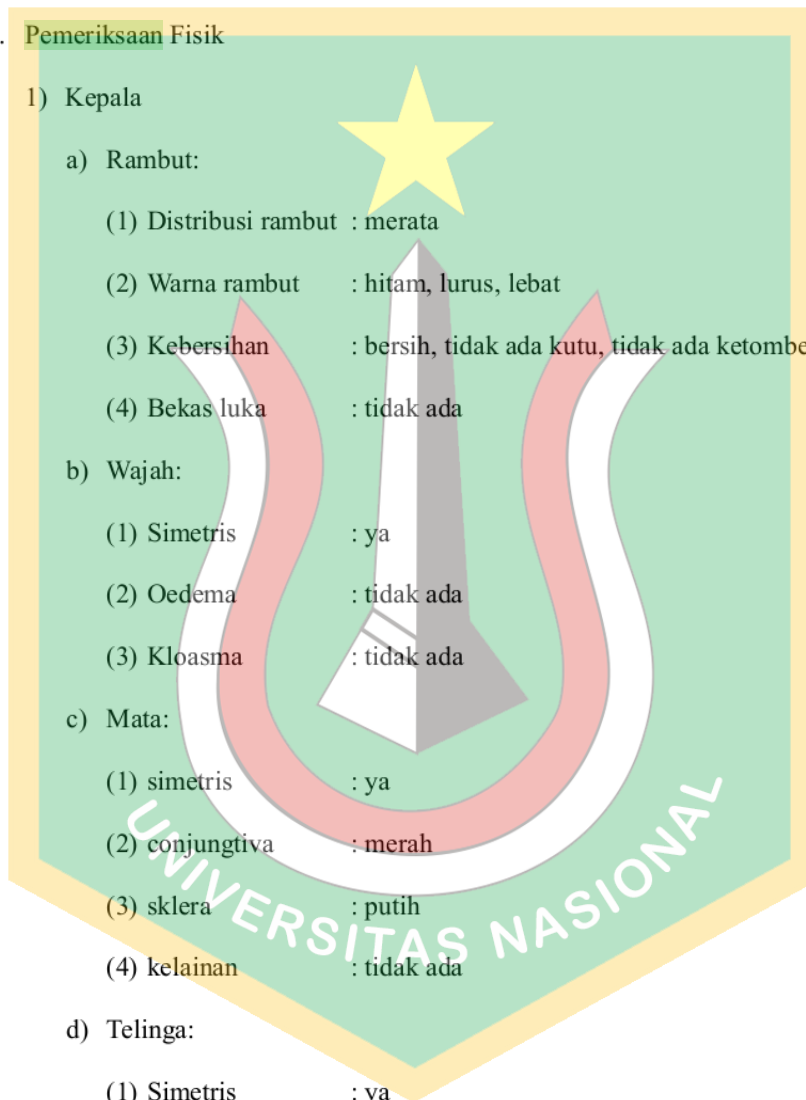 . Pemeriksaan Fisik
1) Kepala
a) Rambut:
(1) Distribusi rambut : merata
(2) Warna rambut : hitam, lurus, lebat
(3) Kebersihan : bersih, tidak ada kutu, tidak ada ketombe
(4) Bekas luka : tidak ada
b) Wajah:
(1) Simetris : ya
(2) Oedema : tidak ada
(3) Kloasma : tidak ada
c) Mata:
(1) simetris : ya
(2) conjungtiva : merah
(3) sklera : putih
(4) kelainan : tidak ada
d) Telinga:
(1) Simetris : ya
UNIVERSITAS NASIONAL